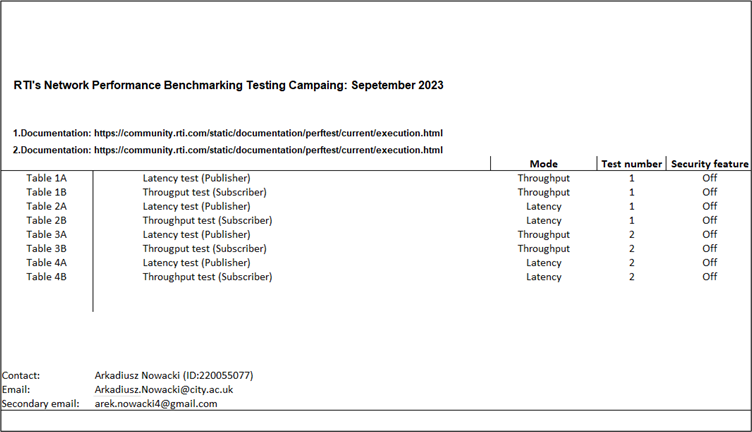 RTI's Network Performance Benchmarking Testing Campaing: Sepetember 2023
1.Documentation: https://community.rti.com/static/documentation/perftest/current/execution.html
2.Documentation: https://community.rti.com/static/documentation/perftest/current/execution.html
Mode Test number Security feature
Table 1A Latency test (Publisher) Throughput 1 Off
Table 1B Througput test (Subscriber) Throughput 1 Off
Table 2A Latency test (Publisher) Latency 1 Off
Table 2B Throughput test (Subscriber) Latency 1 Off
Table 3A Latency test (Publisher) Throughput 2 Off
Table 3B Througput test (Subscriber) Throughput 2 Off
Table 4A Latency test (Publisher) Latency 2 Off
Table 4B Throughput test (Subscriber) Latency 2 Off
Contact: Arkadiusz Nowacki (ID:220055077)
Email: Arkadiusz.Nowacki@city.ac.uk
Secondary email: arek.nowacki4@gmail.com